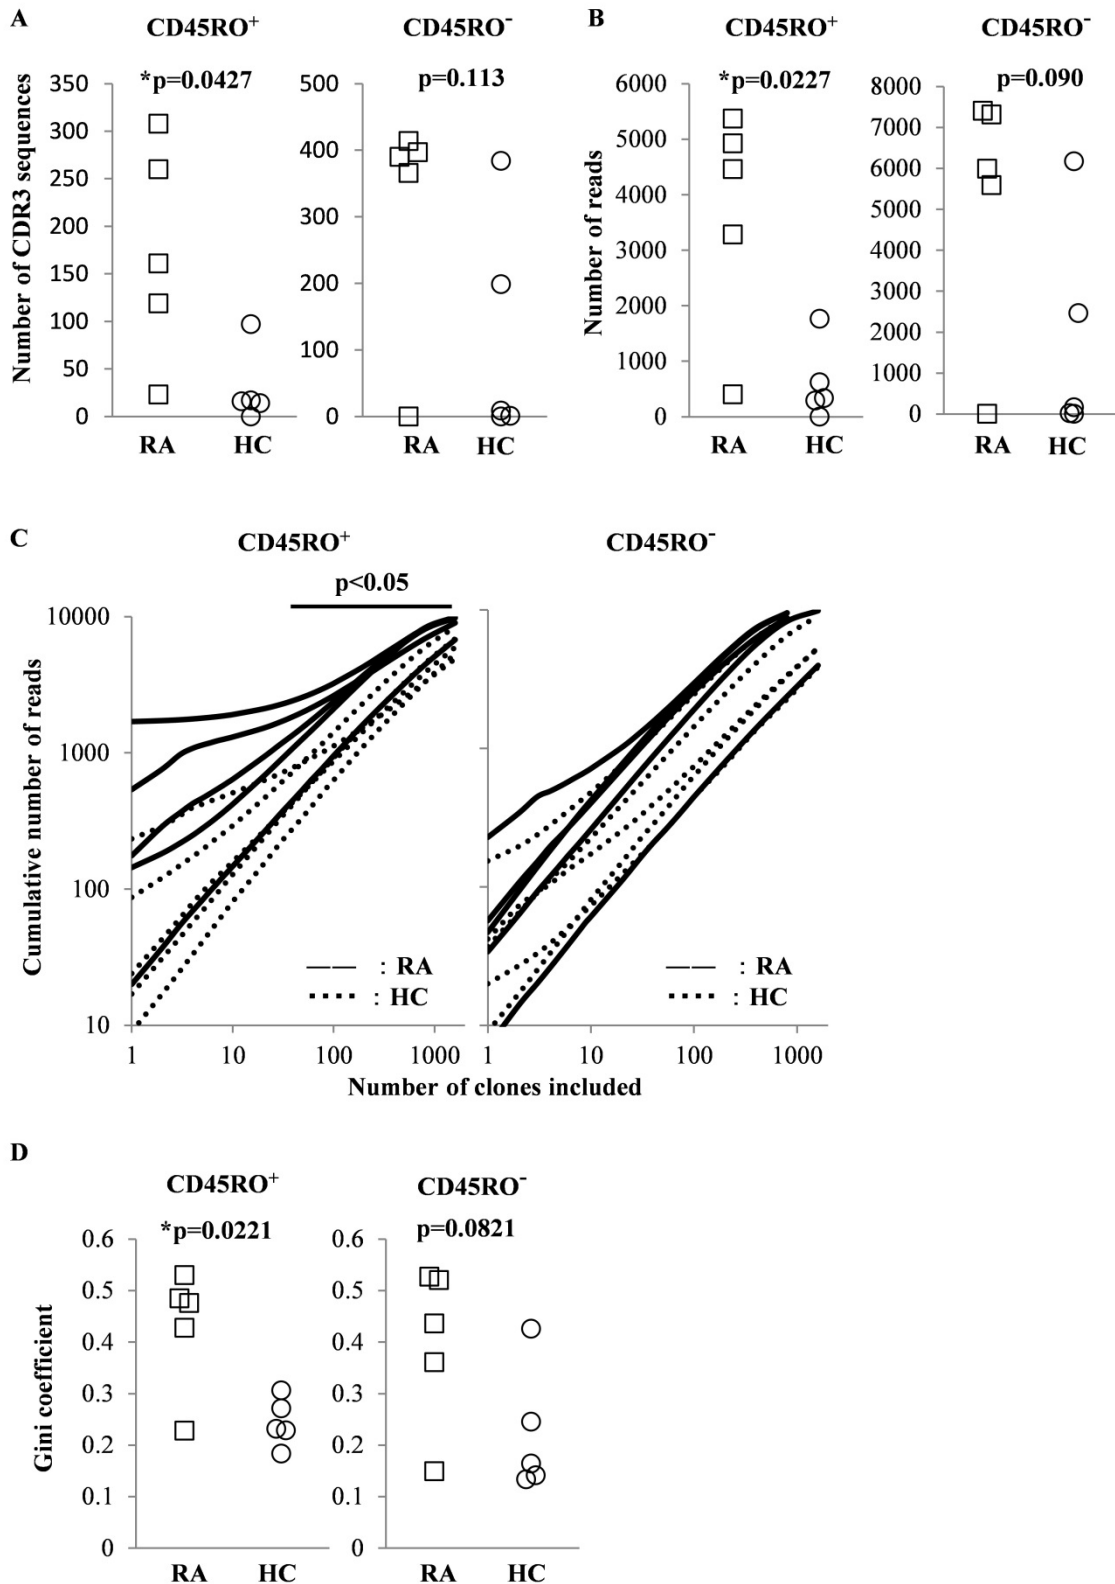 A
CD45RO⁺
CD45RO⁻
*p=0.0427
p=0.113
Number of CDR3 sequences
350
300
250
200
150
100
50
0
500
400
300
200
100
0
RA
HC
RA
HC
B
CD45RO⁺
CD45RO⁻
*p=0.0227
p=0.090
Number of reads
6000
5000
4000
3000
2000
1000
0
8000
7000
6000
5000
4000
3000
2000
1000
0
RA
HC
RA
HC
C
CD45RO⁺
CD45RO⁻
p<0.05
Cumulative number of reads
10000
1000
100
10
: RA
: HC
: RA
: HC
1
10
100
1000
1
10
100
1000
Number of clones included
D
CD45RO⁺
CD45RO⁻
*p=0.0221
p=0.0821
Gini coefficient
0.6
0.5
0.4
0.3
0.2
0.1
0
0.6
0.5
0.4
0.3
0.2
0.1
0
RA
HC
RA
HC